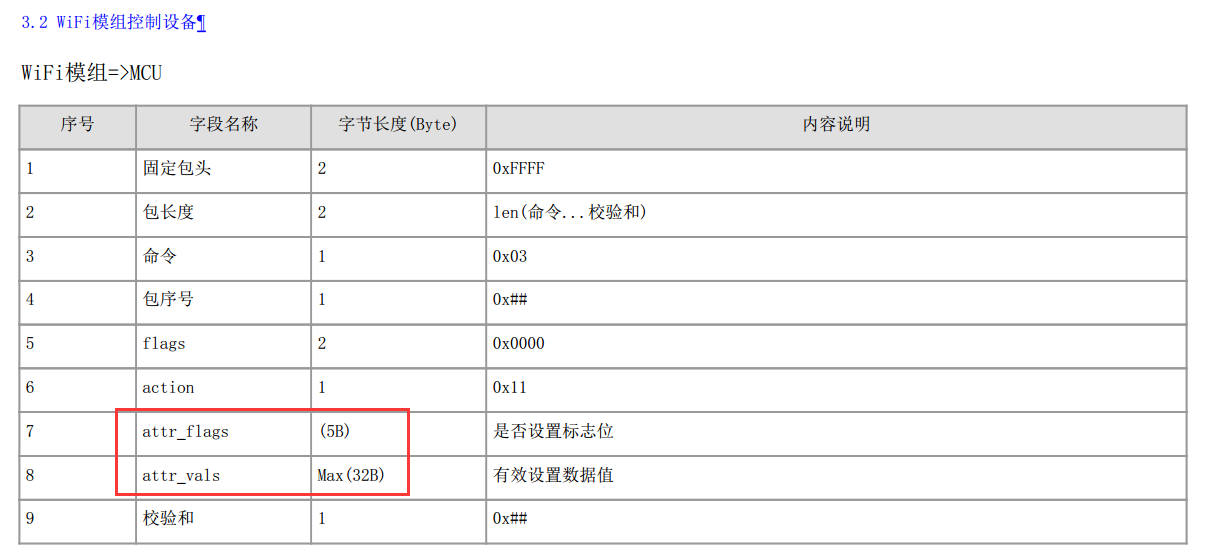 3.2 WiFi模组控制设备¶
WiFi模组=>MCU
序号 字段名称 字节长度(Byte) 内容说明
1 固定包头 2 0xFFFF
2 包长度 2 len(命令...校验和)
3 命令 1 0x03
4 包序号 1 0x##
5 flags 2 0x0000
6 action 1 0x11
7 attr_flags (5B) 是否设置标志位
8 attr_vals Max(32B) 有效设置数据值
9 校验和 1 0x##